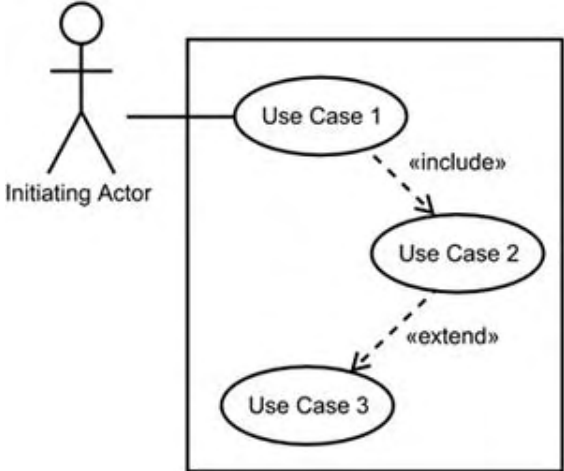 Use Case 1
«include»
Initiating Actor
Use Case 2
«extend»
Use Case 3